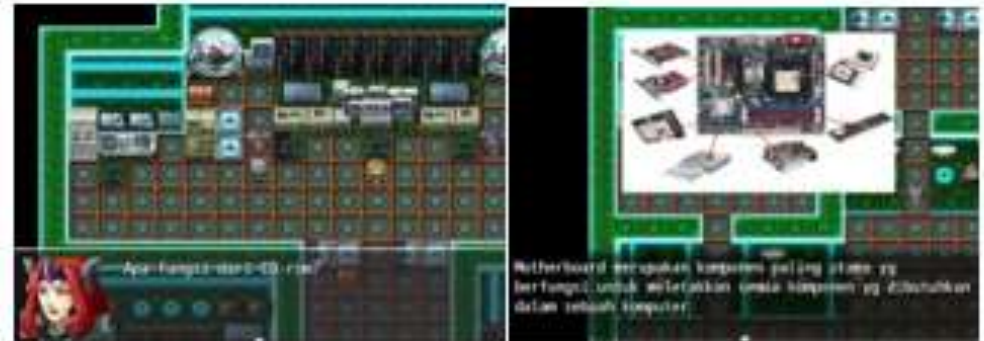 Apa fungsi dari CD-rom?
Motherboard merupakan komponen paling utama yg
berfungsi untuk meletakkan semua komponen yg dibutuhkan
dalam sebuah komputer.